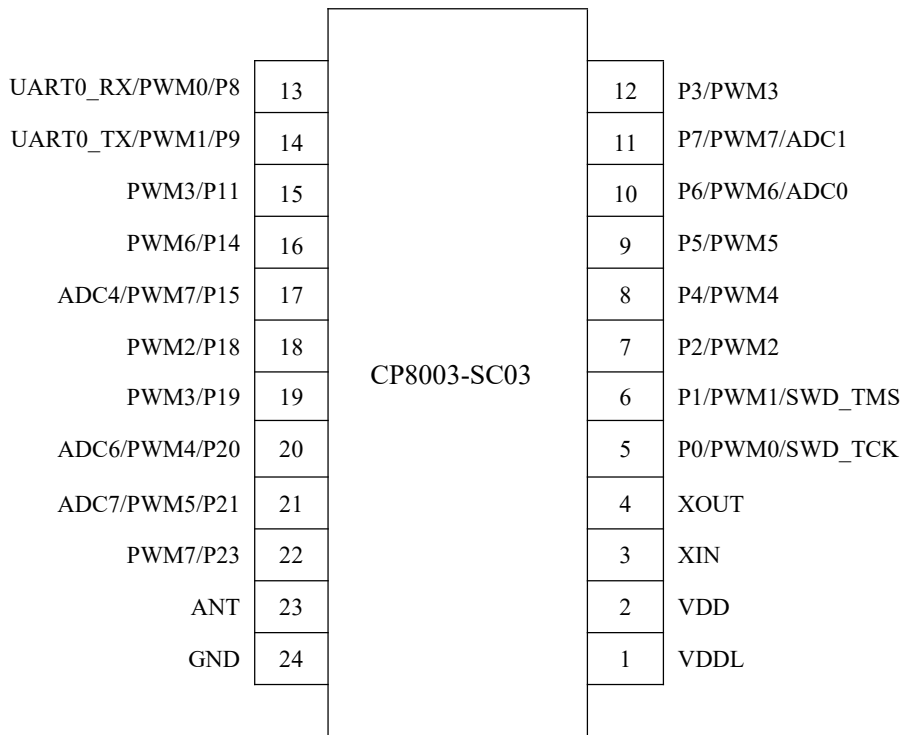 UART0_RX/PWM0/P8 13 12 P3/PWM3
UART0_TX/PWM1/P9 14 11 P7/PWM7/ADC1
PWM3/P11 15 10 P6/PWM6/ADC0
PWM6/P14 16 9 P5/PWM5
ADC4/PWM7/P15 17 8 P4/PWM4
PWM2/P18 18 7 P2/PWM2
CP8003-SC03
PWM3/P19 19 6 P1/PWM1/SWD_TMS
ADC6/PWM4/P20 20 5 P0/PWM0/SWD_TCK
ADC7/PWM5/P21 21 4 XOUT
PWM7/P23 22 3 XIN
ANT 23 2 VDD
GND 24 1 VDDL